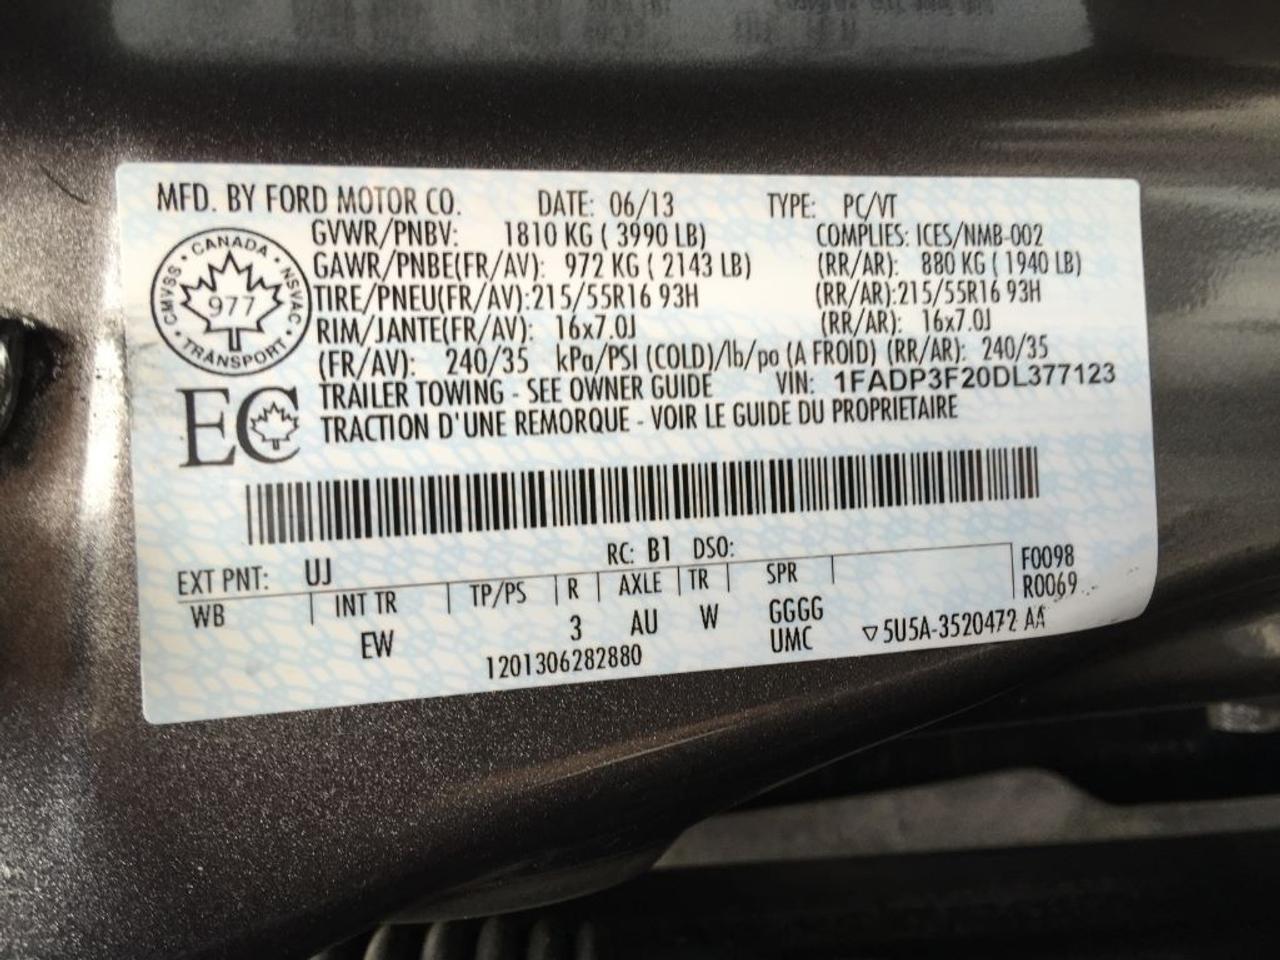 MFD. BY FORD MOTOR CO. DATE: 06/13 TYPE: PC/VT
GVWR/PNBV: 1810 KG ( 3990 LB) COMPLIES: ICES/NMB-002
GAWR/PNBE(FR/AV): 972 KG ( 2143 LB) (RR/AR): 880 KG ( 1940 LB)
TIRE/PNEU(FR/AV):215/55R16 93H (RR/AR):215/55R16 93H
RIM/JANTE(FR/AV): 16x7.0J (RR/AR): 16x7.0J
(FR/AV): 240/35 kPa/PSI (COLD)/lb/po (A FROID) (RR/AR): 240/35
TRAILER TOWING - SEE OWNER GUIDE VIN: 1FADP3F20DL377123
TRACTION D'UNE REMORQUE - VOIR LE GUIDE DU PROPRIETAIRE
CANADA • NSVAC • TRANSPORT • CMVSS •
977
EC
RC: B1 DSO:
EXT PNT: UJ F0098
WB INT TR TP/PS R AXLE TR SPR R0069
EW 3 AU W GGGG
1201306282880 UMC ▽5U5A-3520472 AA